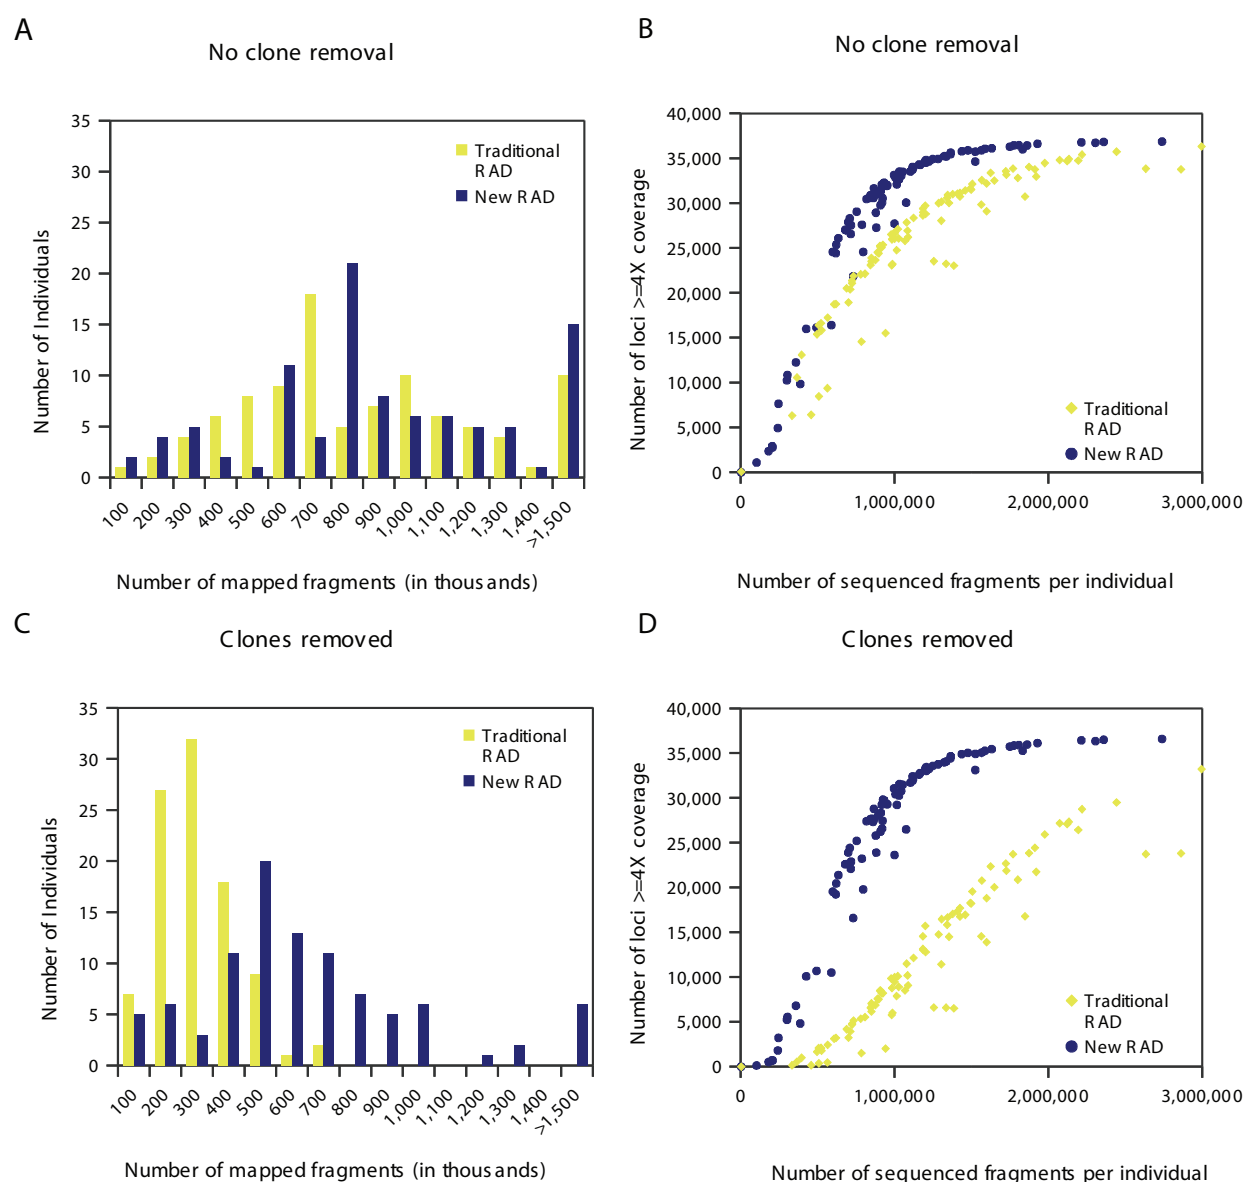 A
No clone removal
35
30
25
20
15
10
5
0
Number of Individuals
Traditional
RAD
New RAD
100
200
300
400
500
600
700
800
900
1,000
1,100
1,200
1,300
1,400
>1,500
Number of mapped fragments (in thousands)
B
No clone removal
40,000
35,000
30,000
25,000
20,000
15,000
10,000
5,000
0
Number of loci >=4X coverage
Traditional
RAD
New RAD
0
1,000,000
2,000,000
3,000,000
Number of sequenced fragments per individual
C
Clones removed
35
30
25
20
15
10
5
0
Number of Individuals
Traditional
RAD
New RAD
100
200
300
400
500
600
700
800
900
1,000
1,100
1,200
1,300
1,400
>1,500
Number of mapped fragments (in thousands)
D
Clones removed
40,000
35,000
30,000
25,000
20,000
15,000
10,000
5,000
0
Number of loci >=4X coverage
Traditional
RAD
New RAD
0
1,000,000
2,000,000
3,000,000
Number of sequenced fragments per individual